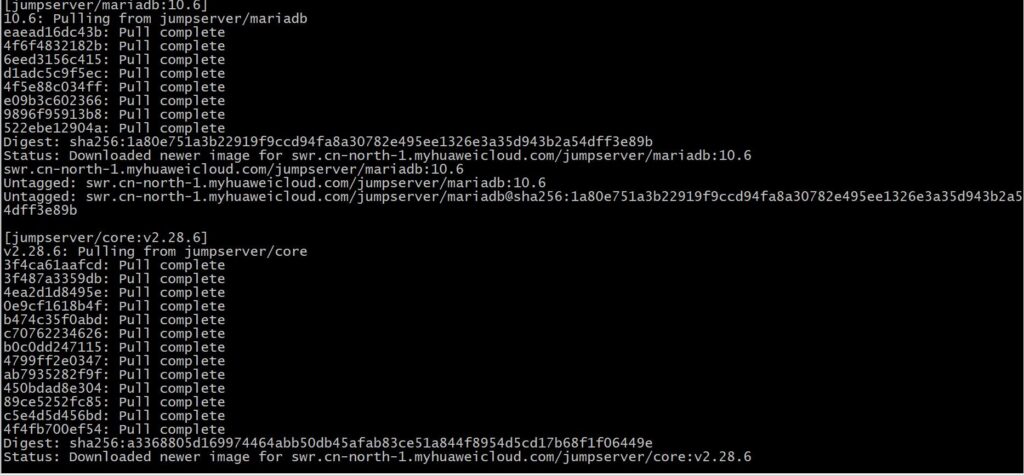 [jumpserver/mariadb:10.6]
10.6: Pulling from jumpserver/mariadb
eaead16dc43b: Pull complete
4f6f4832182b: Pull complete
6eed3156c415: Pull complete
d1adc5c9f5ec: Pull complete
4f5e88c034ff: Pull complete
e09b3c602366: Pull complete
9896f95913b8: Pull complete
522ebe12904a: Pull complete
Digest: sha256:1a80e751a3b22919f9ccd94fa8a30782e495ee1326e3a35d943b2a54dff3e89b
Status: Downloaded newer image for swr.cn-north-1.myhuaweicloud.com/jumpserver/mariadb:10.6
swr.cn-north-1.myhuaweicloud.com/jumpserver/mariadb:10.6
Untagged: swr.cn-north-1.myhuaweicloud.com/jumpserver/mariadb:10.6
Untagged: swr.cn-north-1.myhuaweicloud.com/jumpserver/mariadb@sha256:1a80e751a3b22919f9ccd94fa8a30782e495ee1326e3a35d943b2a5
4dff3e89b
[jumpserver/core:v2.28.6]
v2.28.6: Pulling from jumpserver/core
3f4ca61aafcd: Pull complete
3f487a3359db: Pull complete
4ea2d1d8495e: Pull complete
0e9cf1618b4f: Pull complete
b474c35f0abd: Pull complete
c70762234626: Pull complete
b0c0dd247115: Pull complete
4799ff2e0347: Pull complete
ab7935282f9f: Pull complete
450bdad8e304: Pull complete
89ce5252fc85: Pull complete
c5e4d5d456bd: Pull complete
4f4fb700ef54: Pull complete
Digest: sha256:a3368805d169974464abb50db45afab83ce51a844f8954d5cd17b68f1f06449e
Status: Downloaded newer image for swr.cn-north-1.myhuaweicloud.com/jumpserver/core:v2.28.6